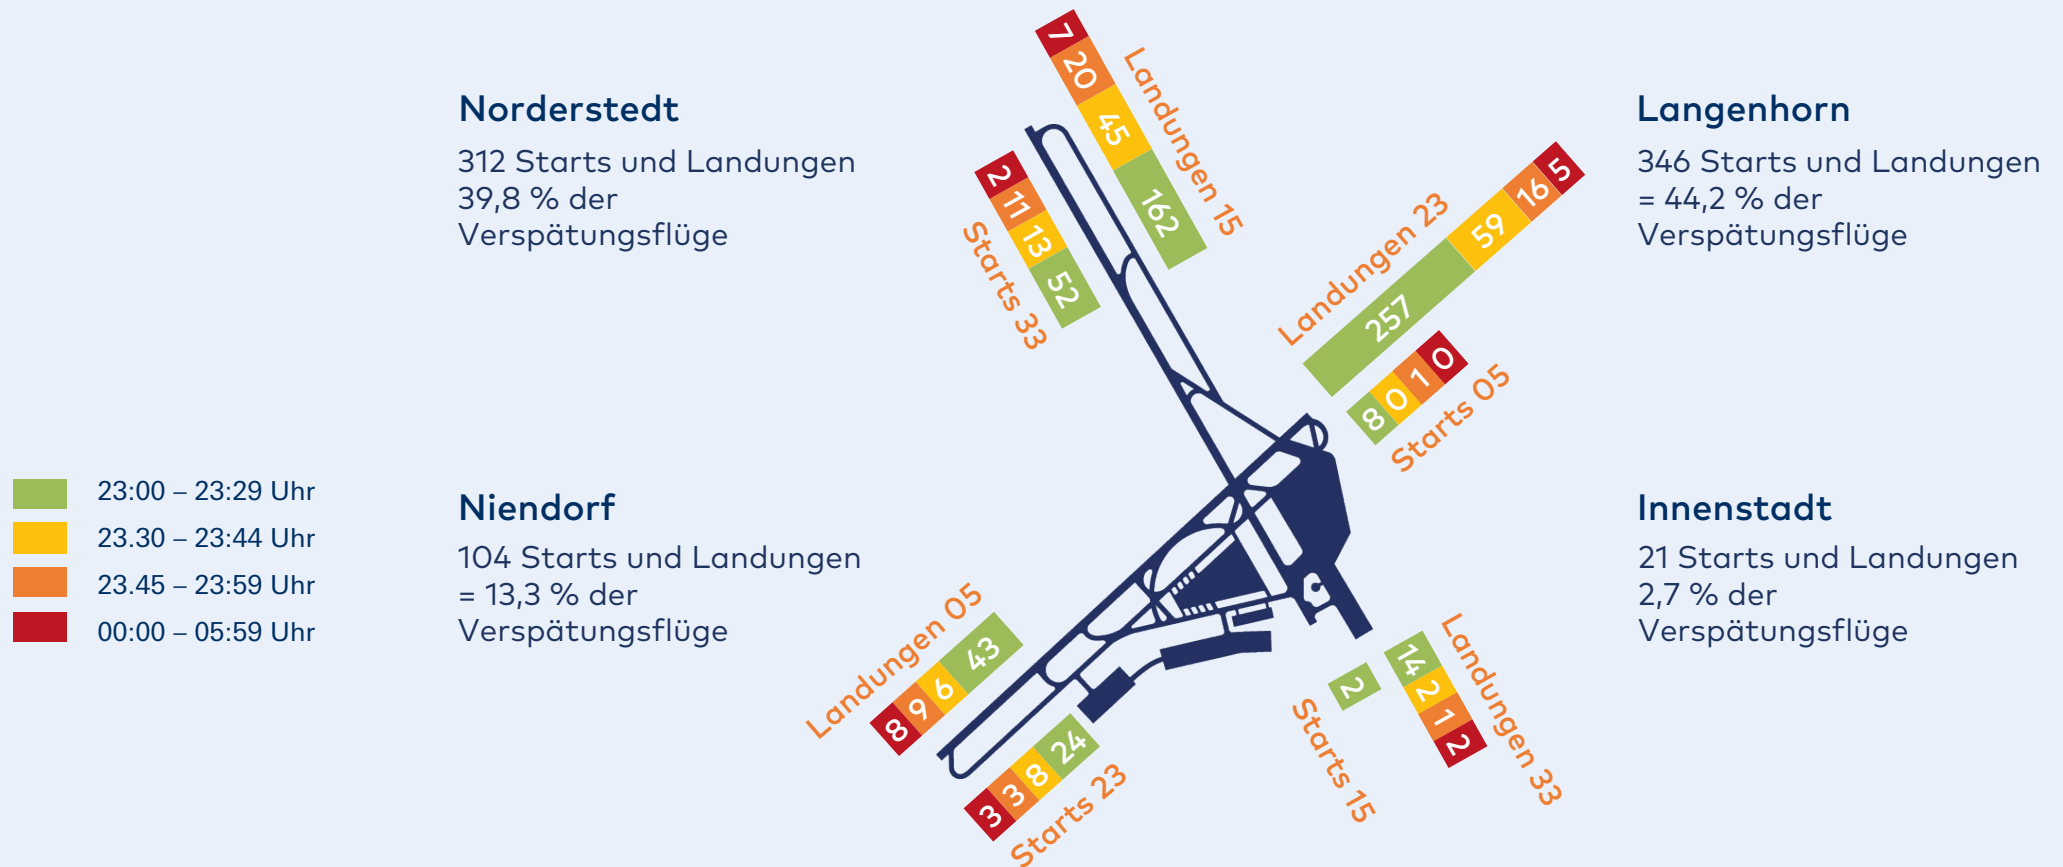 Norderstedt
312 Starts und Landungen
39,8 % der
Verspätungsflüge
Langenhorn
346 Starts und Landungen
= 44,2 % der
Verspätungsflüge
Niendorf
104 Starts und Landungen
= 13,3 % der
Verspätungsflüge
Innenstadt
21 Starts und Landungen
2,7 % der
Verspätungsflüge
23:00 – 23:29 Uhr
23.30 – 23:44 Uhr
23.45 – 23:59 Uhr
00:00 – 05:59 Uhr
Landungen 15
7 20 45 162
Starts 33
2 11 13 52
Landungen 23
257 59 16 5
Starts 05
8 0 1 0
Landungen 05
8 9 6 43
Starts 23
3 3 8 24
Starts 15
2
Landungen 33
14 2 1 2